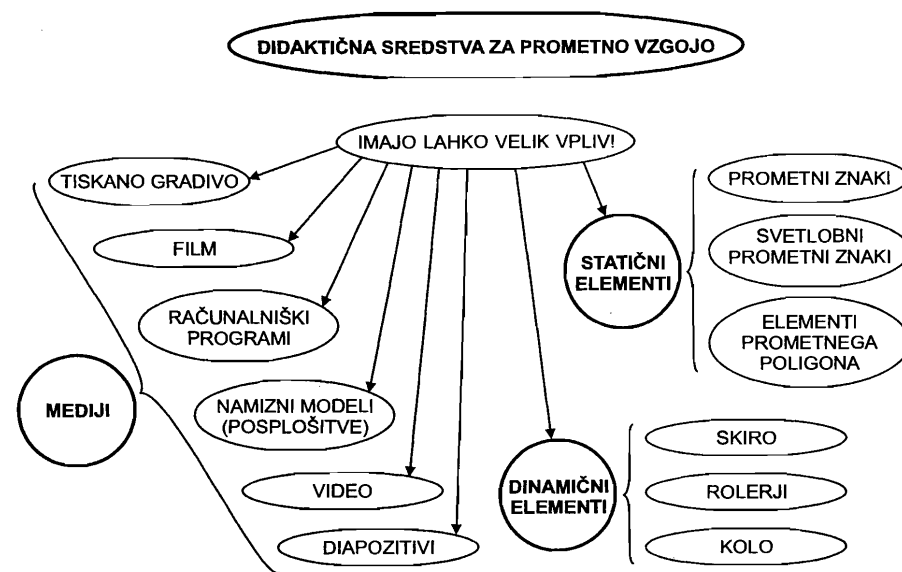 DIDAKTIČNA SREDSTVA ZA PROMETNO VZGOJO
IMAJO LAHKO VELIK VPLIV!
TISKANO GRADIVO
FILM
RAČUNALNIŠKI
PROGRAMI
NAMIZNI MODELI
(POSPLOŠITVE)
VIDEO
DIAPOZITIVI
MEDIJI
STATIČNI
ELEMENTI
PROMETNI ZNAKI
SVETLOBNI
PROMETNI ZNAKI
ELEMENTI
PROMETNEGA
POLIGONA
DINAMIČNI
ELEMENTI
SKIRO
ROLERJI
KOLO